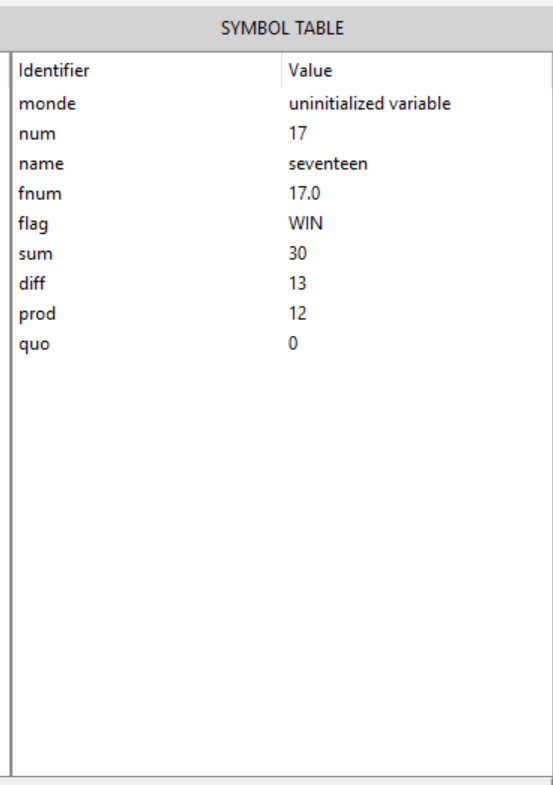 SYMBOL TABLE
Identifier Value
monde uninitialized variable
num 17
name seventeen
fnum 17.0
flag WIN
sum 30
diff 13
prod 12
quo 0